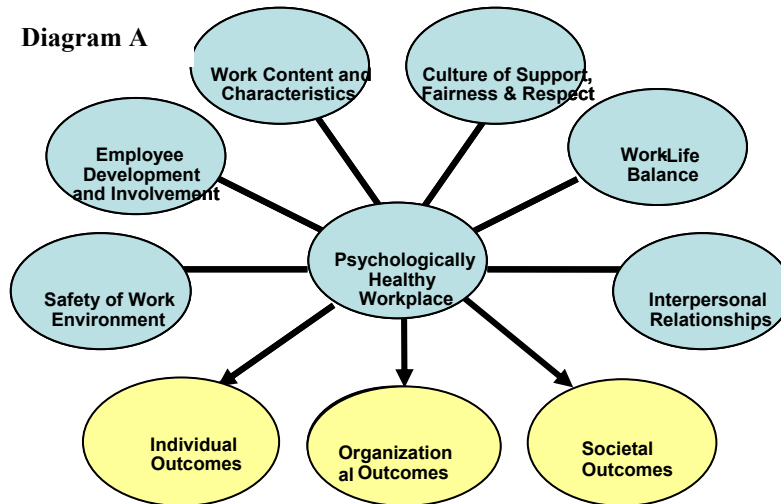 Diagram A
Work Content and
Characteristics
Culture of Support,
Fairness & Respect
Employee
Development
and Involvement
Work-Life
Balance
Psychologically
Healthy
Workplace
Safety of Work
Environment
Interpersonal
Relationships
Individual
Outcomes
Organization
al Outcomes
Societal
Outcomes